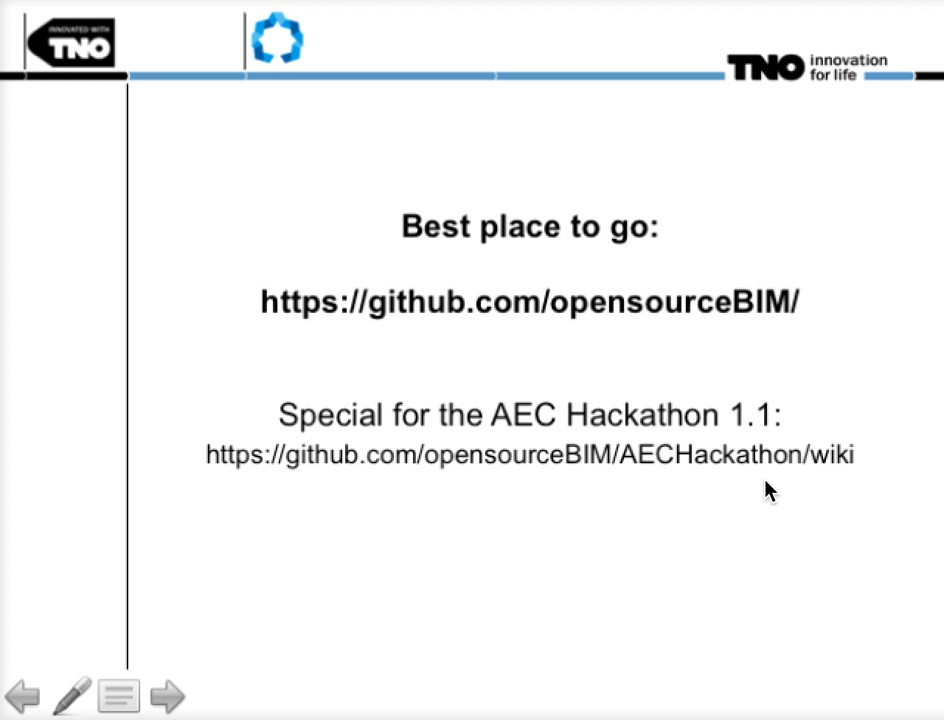 INNOVATED WITH
TNO
TNO innovation
for life
Best place to go:
https://github.com/opensourceBIM/
Special for the AEC Hackathon 1.1:
https://github.com/opensourceBIM/AECHackathon/wiki